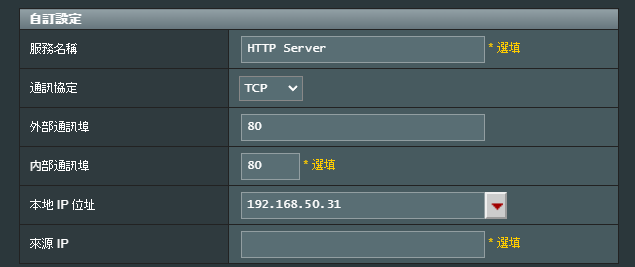 自訂設定
服務名稱 HTTP Server * 選填
通訊協定 TCP
外部通訊埠 80
內部通訊埠 80 * 選填
本地 IP 位址 192.168.50.31
來源 IP * 選填